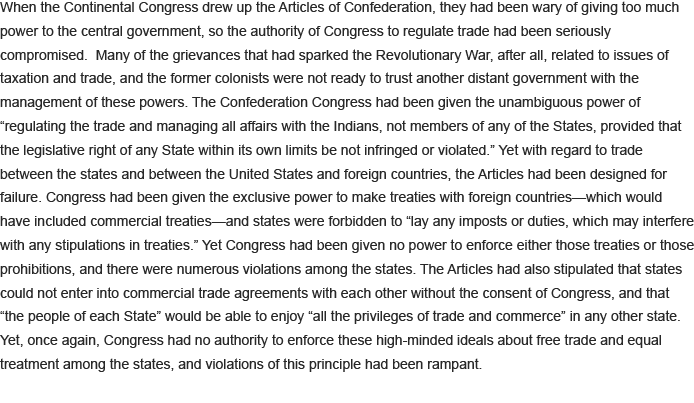 When the Continental Congress drew up the Articles of Confederation, they had been wary of giving too much
power to the central government, so the authority of Congress to regulate trade had been seriously
compromised.  Many of the grievances that had sparked the Revolutionary War, after all, related to issues of
taxation and trade, and the former colonists were not ready to trust another distant government with the
management of these powers. The Confederation Congress had been given the unambiguous power of
“regulating the trade and managing all affairs with the Indians, not members of any of the States, provided that
the legislative right of any State within its own limits be not infringed or violated.” Yet with regard to trade
between the states and between the United States and foreign countries, the Articles had been designed for
failure. Congress had been given the exclusive power to make treaties with foreign countries—which would
have included commercial treaties—and states were forbidden to “lay any imposts or duties, which may interfere
with any stipulations in treaties.” Yet Congress had been given no power to enforce either those treaties or those
prohibitions, and there were numerous violations among the states. The Articles had also stipulated that states
could not enter into commercial trade agreements with each other without the consent of Congress, and that
“the people of each State” would be able to enjoy “all the privileges of trade and commerce” in any other state.
Yet, once again, Congress had no authority to enforce these high-minded ideals about free trade and equal
treatment among the states, and violations of this principle had been rampant.